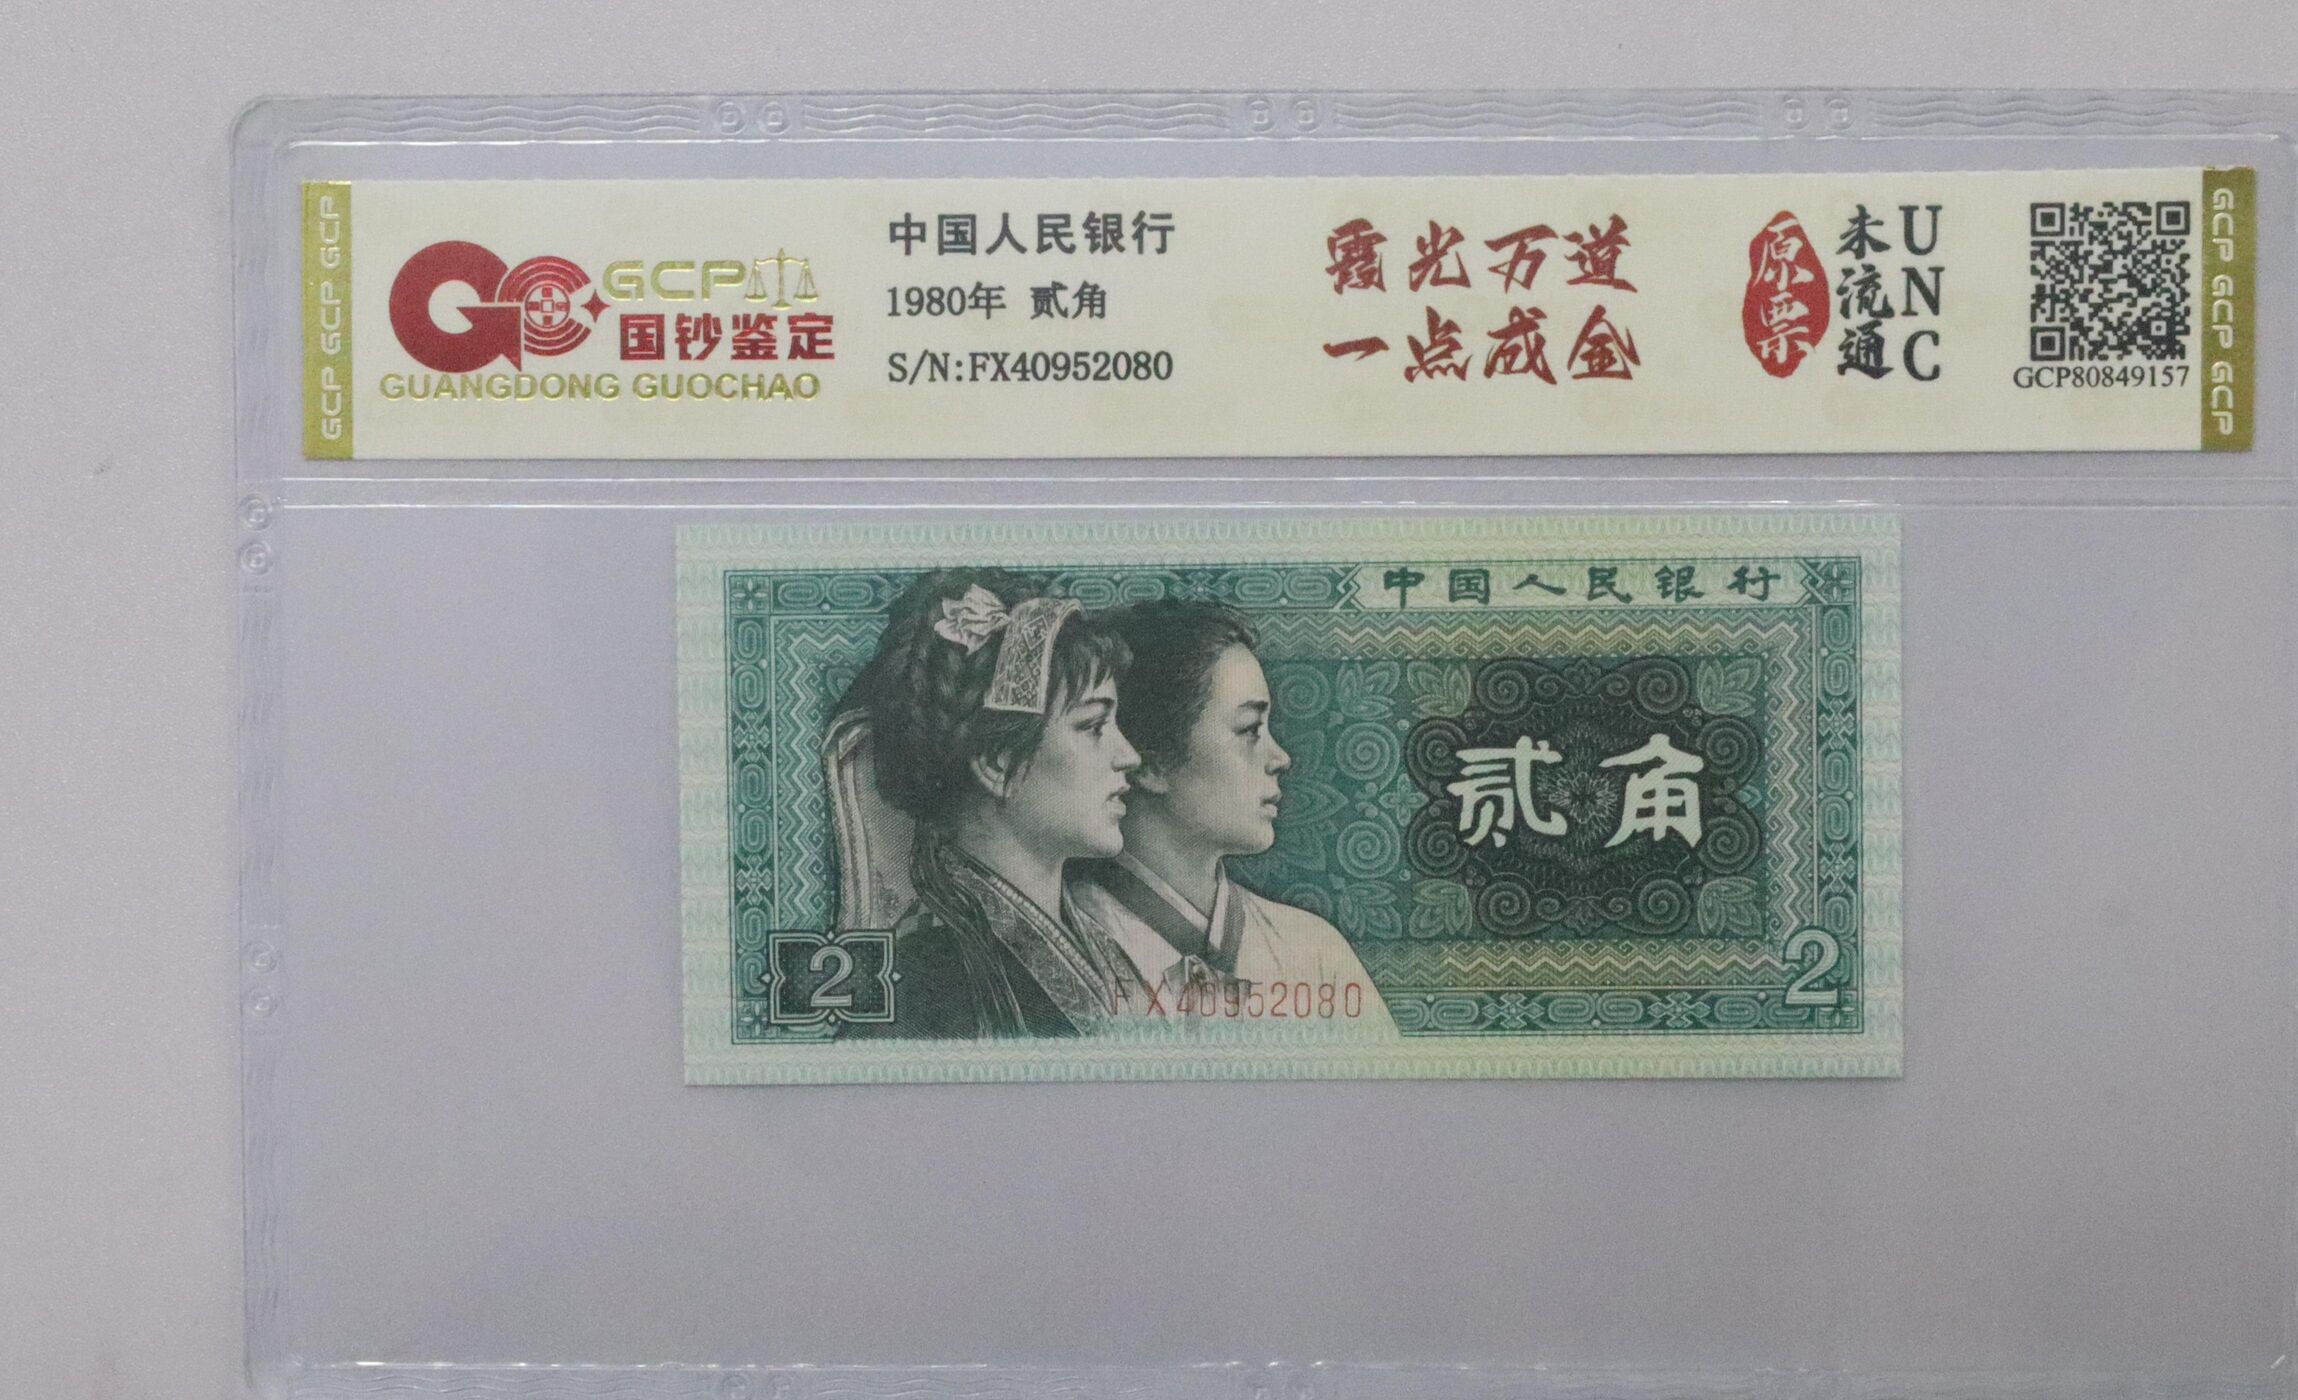 GCP GCP GCP
GCP
国钞鉴定
GUANGDONG GUOCHAO
中国人民银行
1980年 贰角
S/N:FX40952080
霞光万道
一点成金
原票
未流通
UNC
GCP80849157
GCP GCP GCP
中国人民银行
贰角
2
FX40952080
2